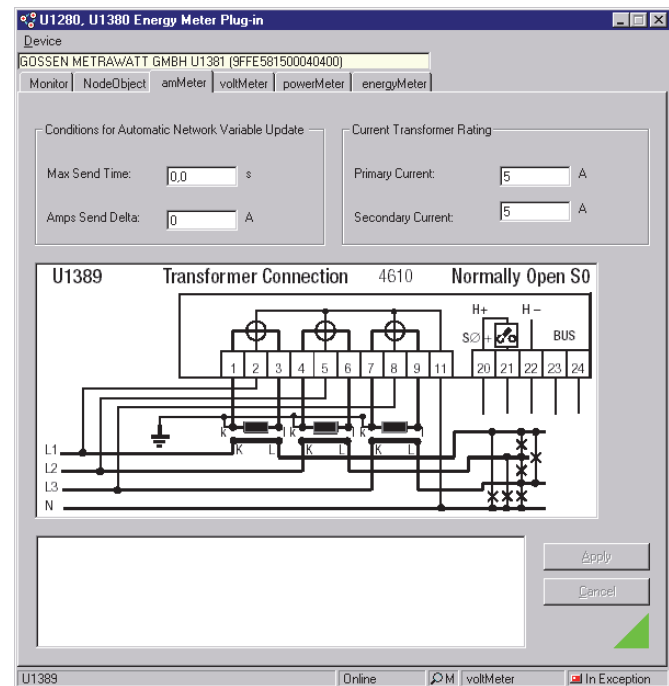 U1280, U1380 Energy Meter Plug-in
Device
GOSSEN METRAWATT GMBH U1381 (9FFE581500040400)
Monitor NodeObject amMeter voltMeter powerMeter energyMeter
Conditions for Automatic Network Variable Update
Max Send Time: 0,0 s
Amps Send Delta: 0 A
Current Transformer Rating
Primary Current: 5 A
Secondary Current: 5 A
U1389 Transformer Connection 4610 Normally Open S0
H+ H-
SØ + BUS
1 2 3 4 5 6 7 8 9 11 20 21 22 23 24
k l k l k l
L1 K L K L K L
L2
L3
N
Apply
Cancel
U1389 Online M voltMeter In Exception